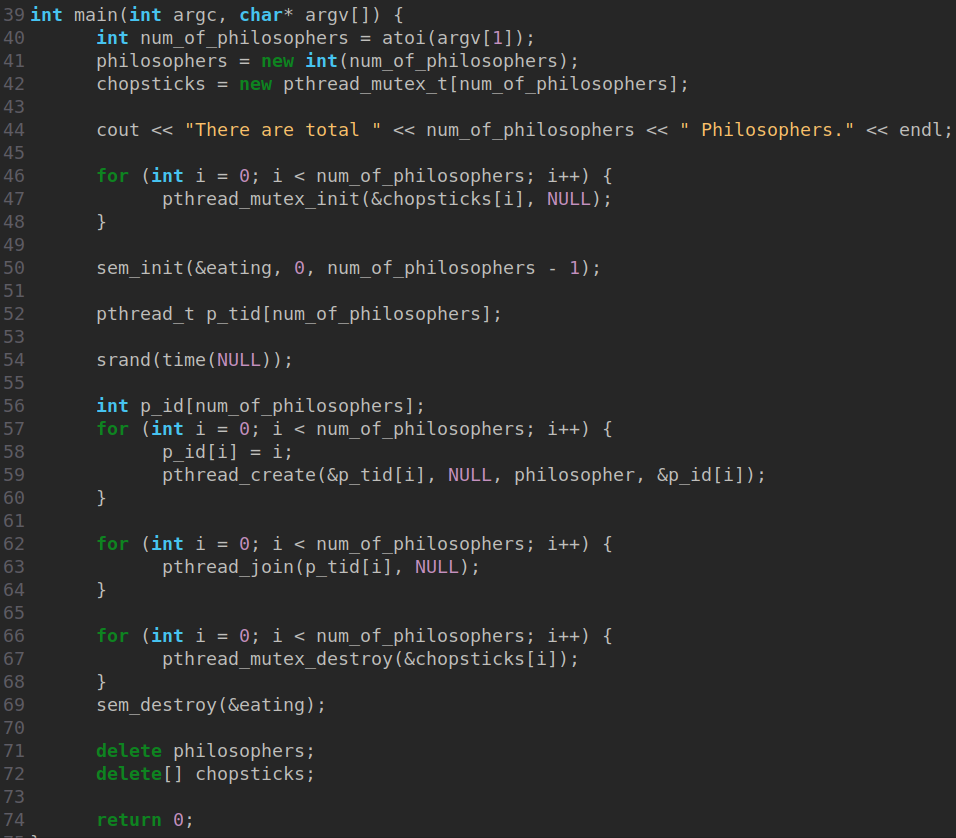 39 int main(int argc, char* argv[]) {
40 int num_of_philosophers = atoi(argv[1]);
41 philosophers = new int(num_of_philosophers);
42 chopsticks = new pthread_mutex_t[num_of_philosophers];
43
44 cout << "There are total " << num_of_philosophers << " Philosophers." << endl;
45
46 for (int i = 0; i < num_of_philosophers; i++) {
47 pthread_mutex_init(&chopsticks[i], NULL);
48 }
49
50 sem_init(&eating, 0, num_of_philosophers - 1);
51
52 pthread_t p_tid[num_of_philosophers];
53
54 srand(time(NULL));
55
56 int p_id[num_of_philosophers];
57 for (int i = 0; i < num_of_philosophers; i++) {
58 p_id[i] = i;
59 pthread_create(&p_tid[i], NULL, philosopher, &p_id[i]);
60 }
61
62 for (int i = 0; i < num_of_philosophers; i++) {
63 pthread_join(p_tid[i], NULL);
64 }
65
66 for (int i = 0; i < num_of_philosophers; i++) {
67 pthread_mutex_destroy(&chopsticks[i]);
68 }
69 sem_destroy(&eating);
70
71 delete philosophers;
72 delete[] chopsticks;
73
74 return 0;